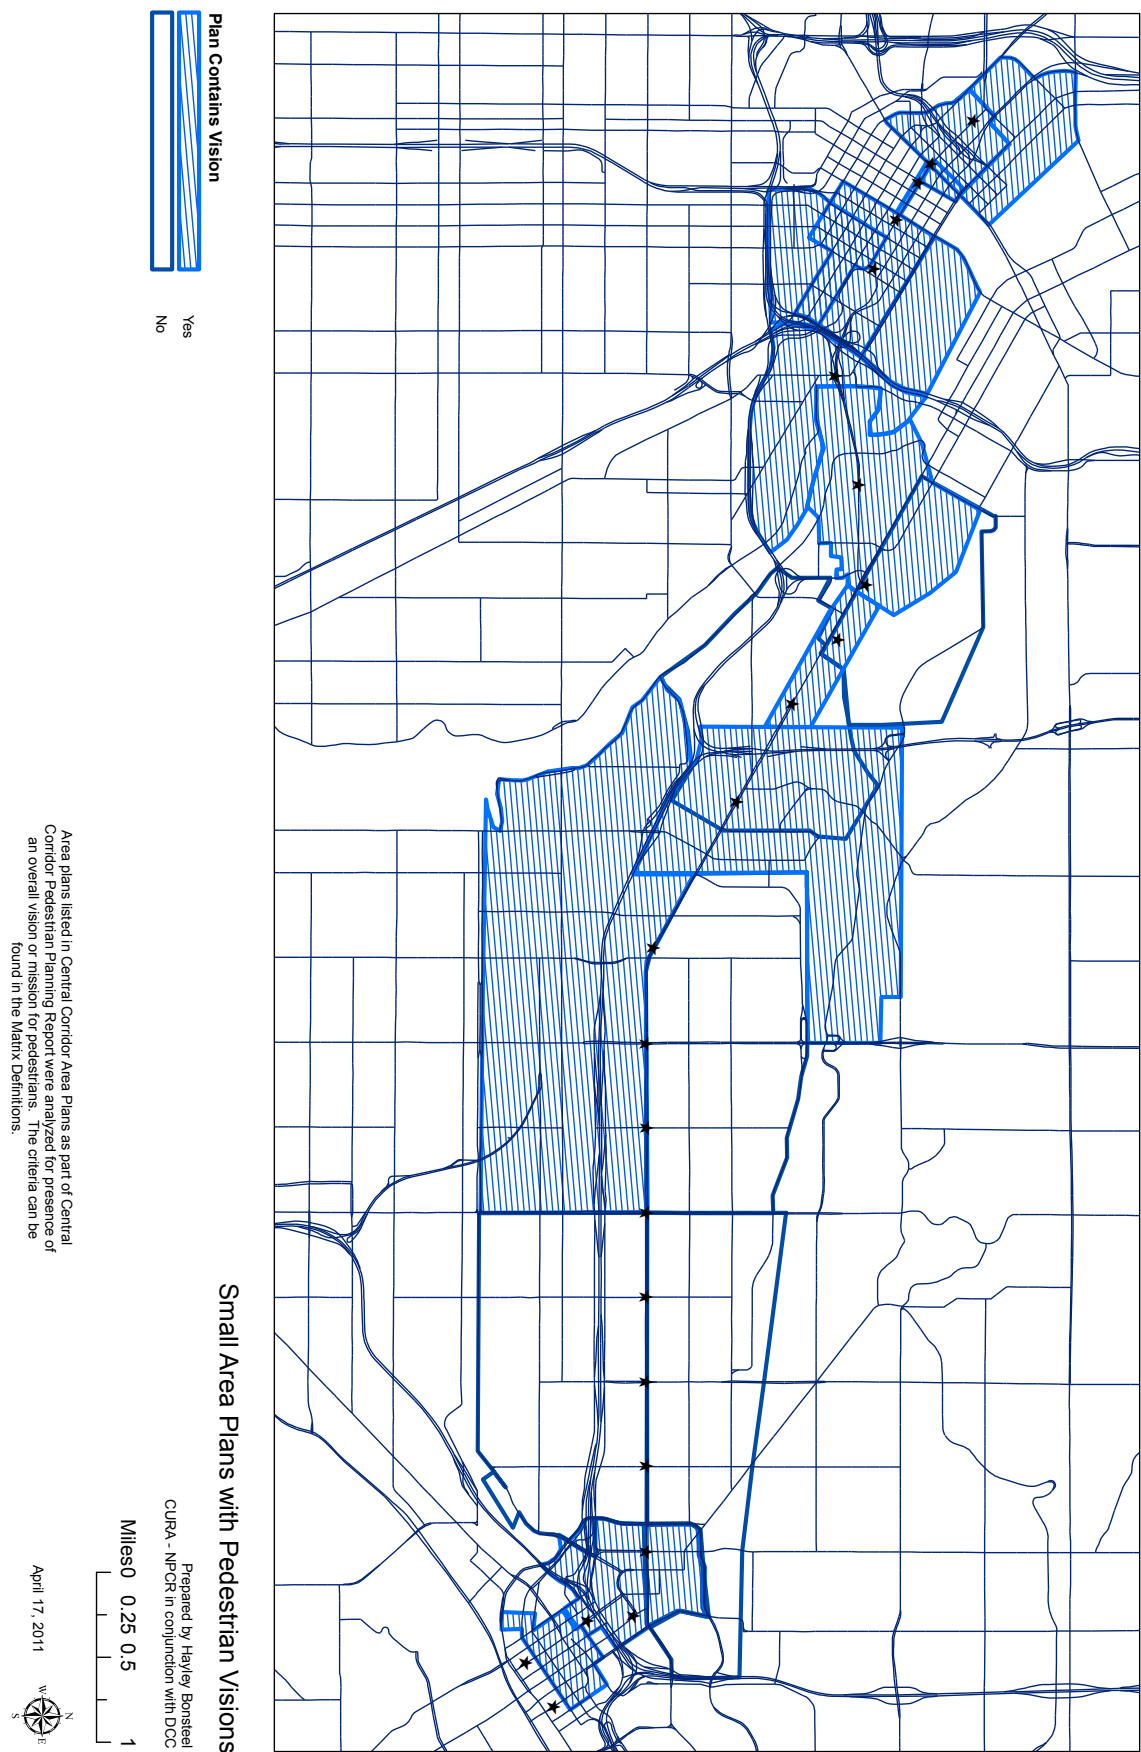 Small Area Plans with Pedestrian Visions
Plan Contains Vision
Yes
No
Area plans listed in Central Corridor Area Plans as part of Central
Corridor Pedestrian Planning Report were analyzed for presence of
an overall vision or mission for pedestrians. The criteria can be
found in the Matrix Definitions.
Prepared by Hayley Bonsteel
CURA - NPCR in conjunction with DCC
Miles0 0.25 0.5 1
April 17, 2011
N
W E
S